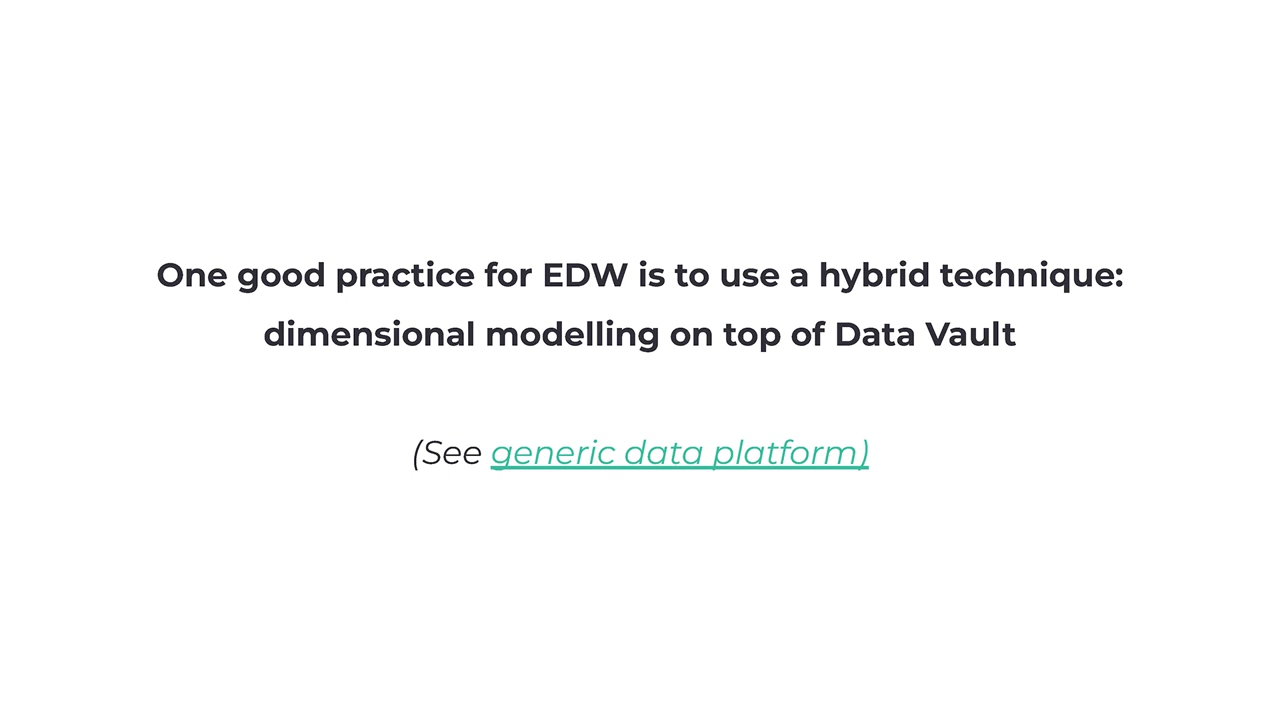 One good practice for EDW is to use a hybrid technique:
dimensional modelling on top of Data Vault
(See generic data platform)